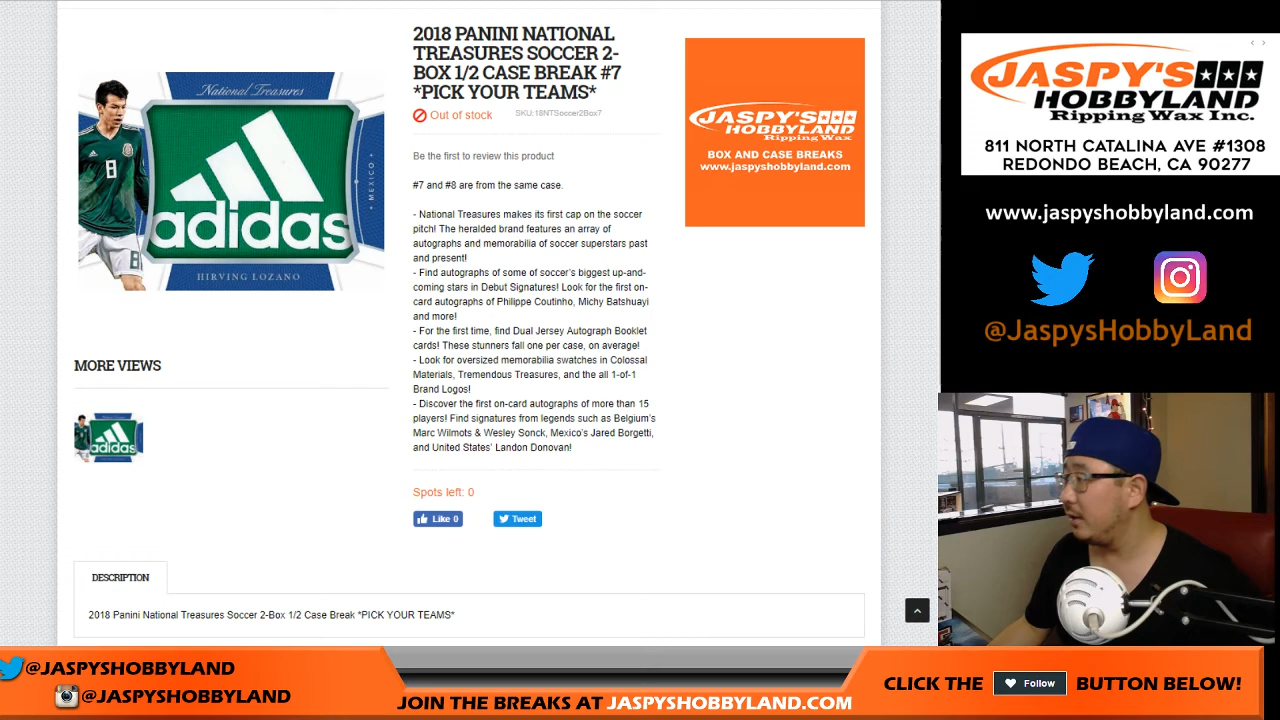 2018 PANINI NATIONAL
TREASURES SOCCER 2-
BOX 1/2 CASE BREAK #7
*PICK YOUR TEAMS*
Out of stock
SKU:18NTSoccer2Box7
Be the first to review this product
#7 and #8 are from the same case.
- National Treasures makes its first cap on the soccer
pitch! The heralded brand features an array of
autographs and memorabilia of soccer superstars past
and present!
- Find autographs of some of soccer's biggest up-and-
coming stars in Debut Signatures! Look for the first on-
card autographs of Philippe Coutinho, Michy Batshuayi
and more!
- For the first time, find Dual Jersey Autograph Booklet
cards! These stunners fall one per case, on average!
- Look for oversized memorabilia swatches in Colossal
Materials, Tremendous Treasures, and the all 1-of-1
Brand Logos!
- Discover the first on-card autographs of more than 15
players! Find signatures from legends such as Belgium's
Marc Wilmots & Wesley Sonck, Mexico's Jared Borgetti,
and United States' Landon Donovan!
Spots left: 0
Like 0
Tweet
National Treasures
8
8
adidas
MEXICO
HIRVING LOZANO
MORE VIEWS
adidas
DESCRIPTION
2018 Panini National Treasures Soccer 2-Box 1/2 Case Break *PICK YOUR TEAMS*
JASPY'S
HOBBYLAND
Ripping Wax Inc.
BOX AND CASE BREAKS
www.jaspyshobbyland.com
JASPY'S
HOBBYLAND
Ripping Wax Inc.
811 NORTH CATALINA AVE #1308
REDONDO BEACH, CA 90277
www.jaspyshobbyland.com
@JaspysHobbyLand
@JASPYSHOBBYLAND
@JASPYSHOBBYLAND
JOIN THE BREAKS AT JASPYSHOBBYLAND.COM
CLICK THE Follow BUTTON BELOW!